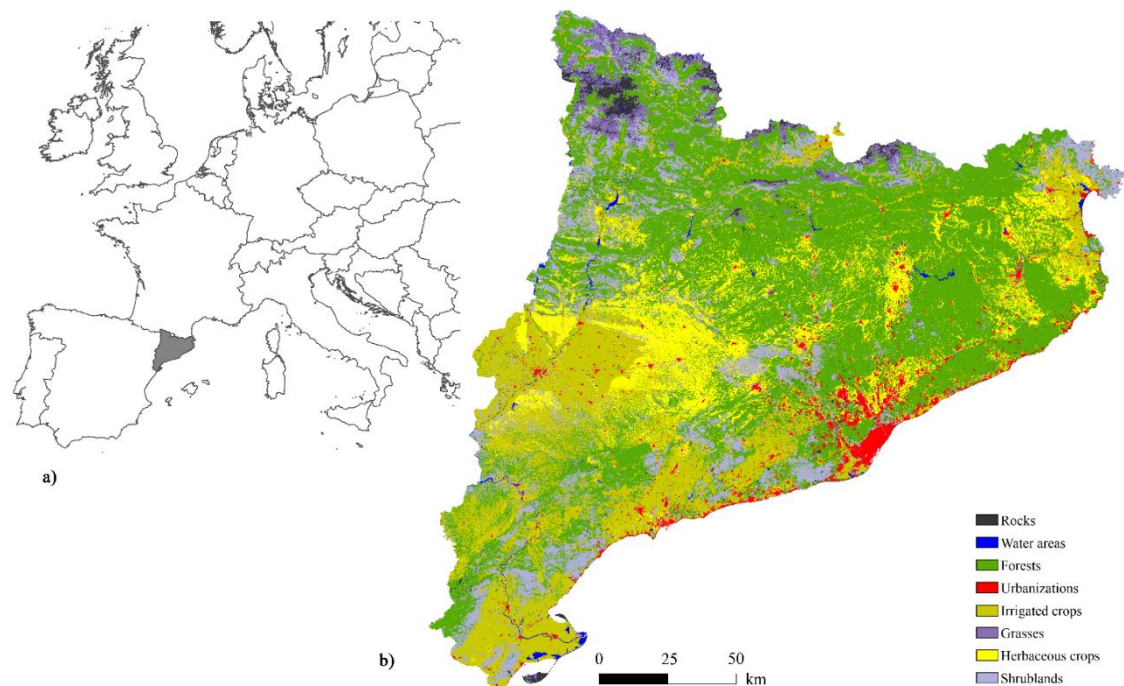 a)
b)
0 25 50
km
Rocks
Water areas
Forests
Urbanizations
Irrigated crops
Grasses
Herbaceous crops
Shrublands